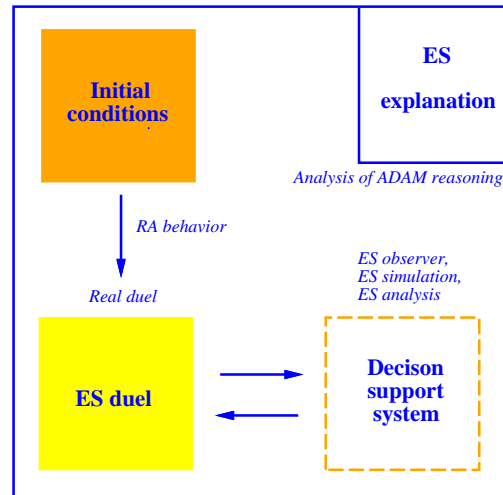 Initial
conditions
ES
explanation
Analysis of ADAM reasoning
RA behavior
Real duel
ES observer,
ES simulation,
ES analysis
ES duel
Decison
support
system